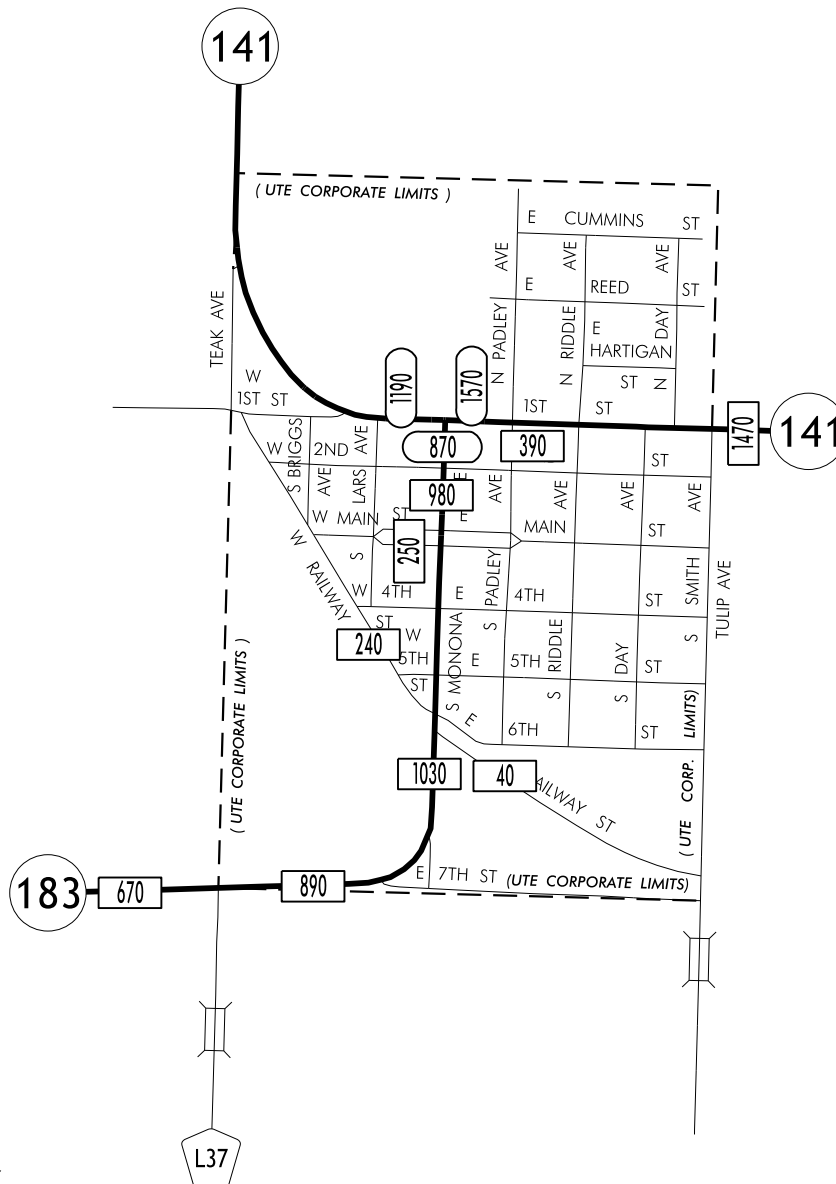 141
( UTE CORPORATE LIMITS )
E CUMMINS ST
TEAK AVE
N PADLEY AVE
N RIDDLE AVE
N DAY AVE
E REED ST
E HARTIGAN ST
W 1ST ST
1190
1570
1ST ST
1470
141
870
390
W 2ND
ST
S BRIGGS AVE
S LARS AVE
980
E
S PADLEY AVE
AVE
AVE
AVE
W MAIN ST
E MAIN ST
250
W RAILWAY
W 4TH ST
E 4TH ST
S SMITH
TULIP AVE
240
W 5TH ST
E 5TH ST
S MONONA
S RIDDLE
S DAY
E 6TH ST
( UTE CORPORATE LIMITS )
( UTE CORP. LIMITS)
1030
40
AILWAY ST
183
670
890
E 7TH ST
(UTE CORPORATE LIMITS)
L37